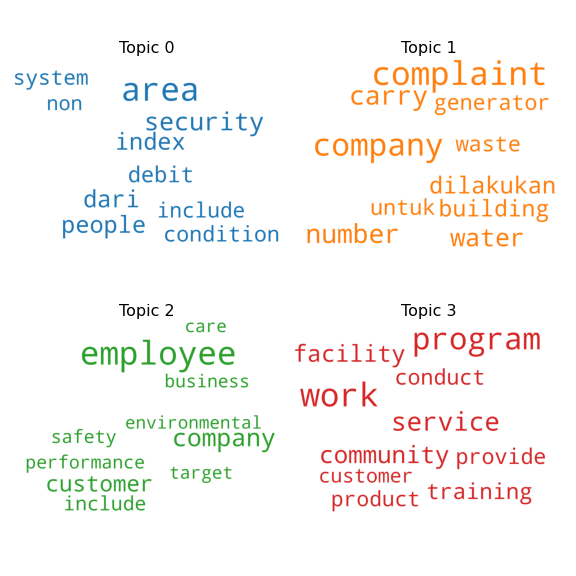 Topic 0
system
area
non
security
index
debit
dari
include
people
condition
Topic 1
complaint
carry
generator
company
waste
dilakukan
untuk building
number
water
Topic 2
care
employee
business
environmental
safety
company
performance
target
customer
include
Topic 3
program
facility
conduct
work
service
community provide
customer
training
product